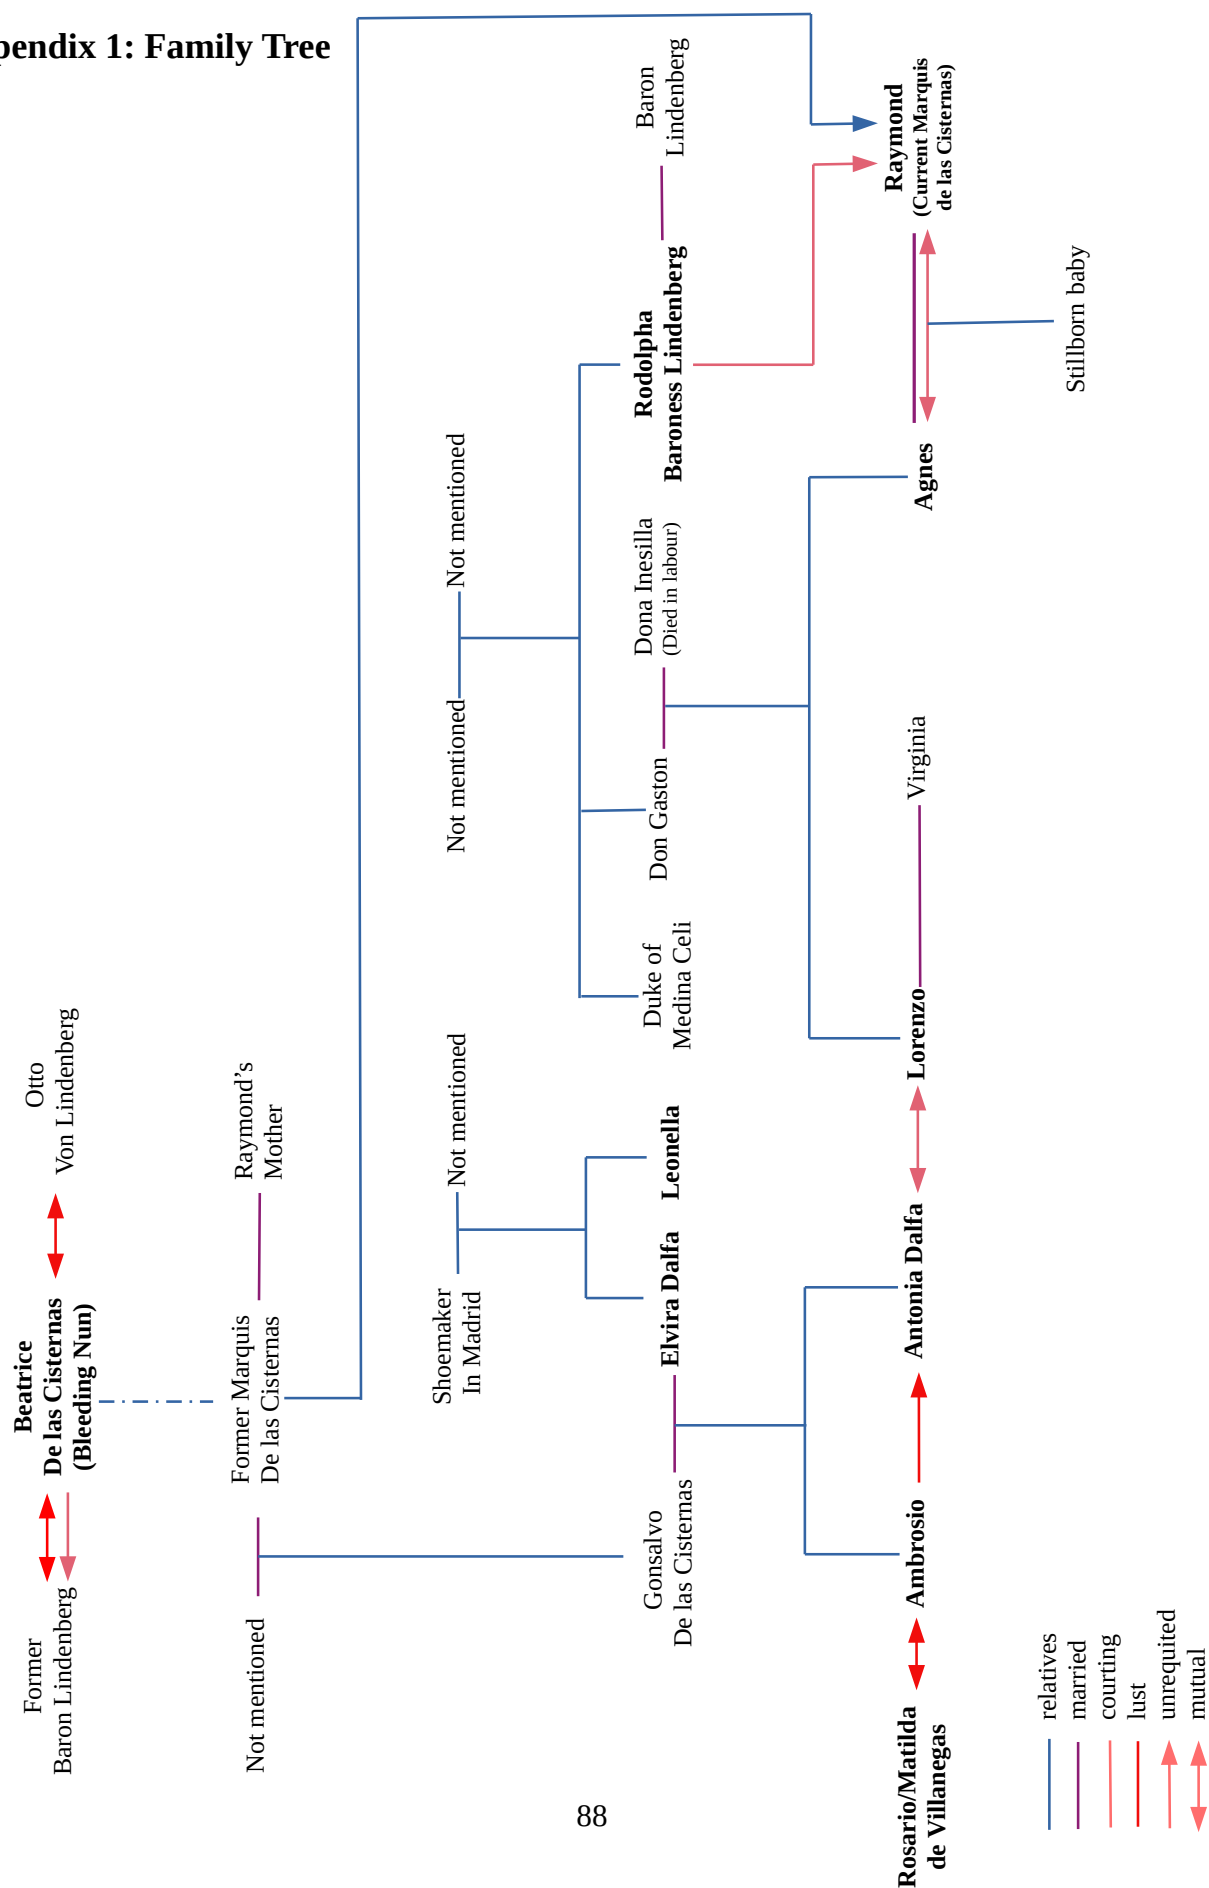 pendix 1: Family Tree
Former
Baron Lindenberg
Beatrice
De las Cisternas
(Bleeding Nun)
Otto
Von Lindenberg
Not mentioned
Former Marquis
De las Cisternas
Raymond’s
Mother
Shoemaker
In Madrid
Not mentioned
Not mentioned
Not mentioned
Gonsalvo
De las Cisternas
Elvira Dalfa
Leonella
Duke of
Medina Celi
Don Gaston
Dona Inesilla
(Died in labour)
Rodolpha
Baroness Lindenberg
Baron
Lindenberg
Rosario/Matilda
de Villanegas
Ambrosio
Antonia Dalfa
Lorenzo
Virginia
Agnes
Raymond
(Current Marquis
de las Cisternas)
Stillborn baby
relatives
married
courting
lust
unrequited
mutual
88